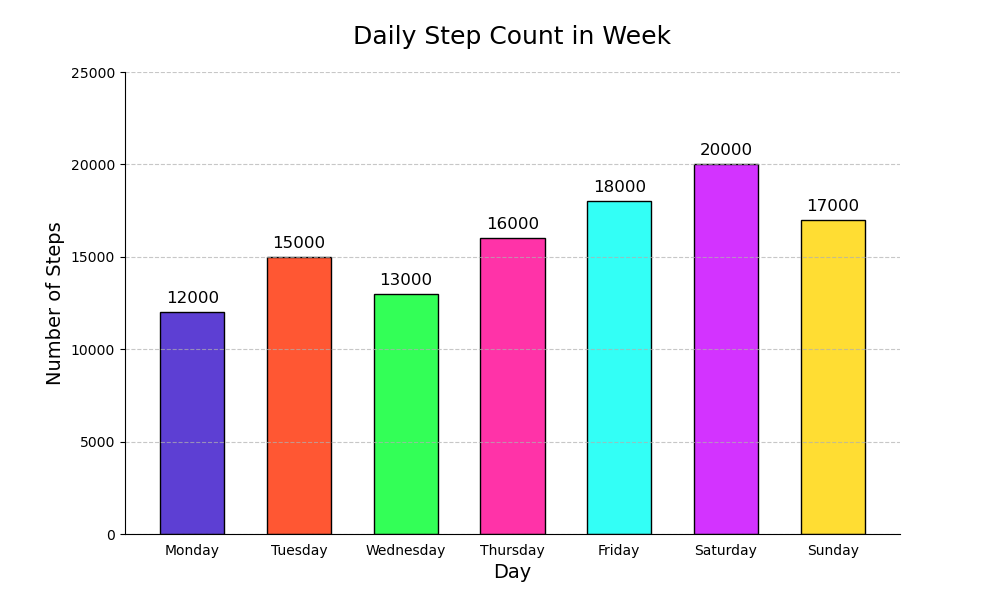 Daily Step Count in Week
Number of Steps
25000
20000
15000
10000
5000
0
12000
15000
13000
16000
18000
20000
17000
Monday
Tuesday
Wednesday
Thursday
Friday
Saturday
Sunday
Day